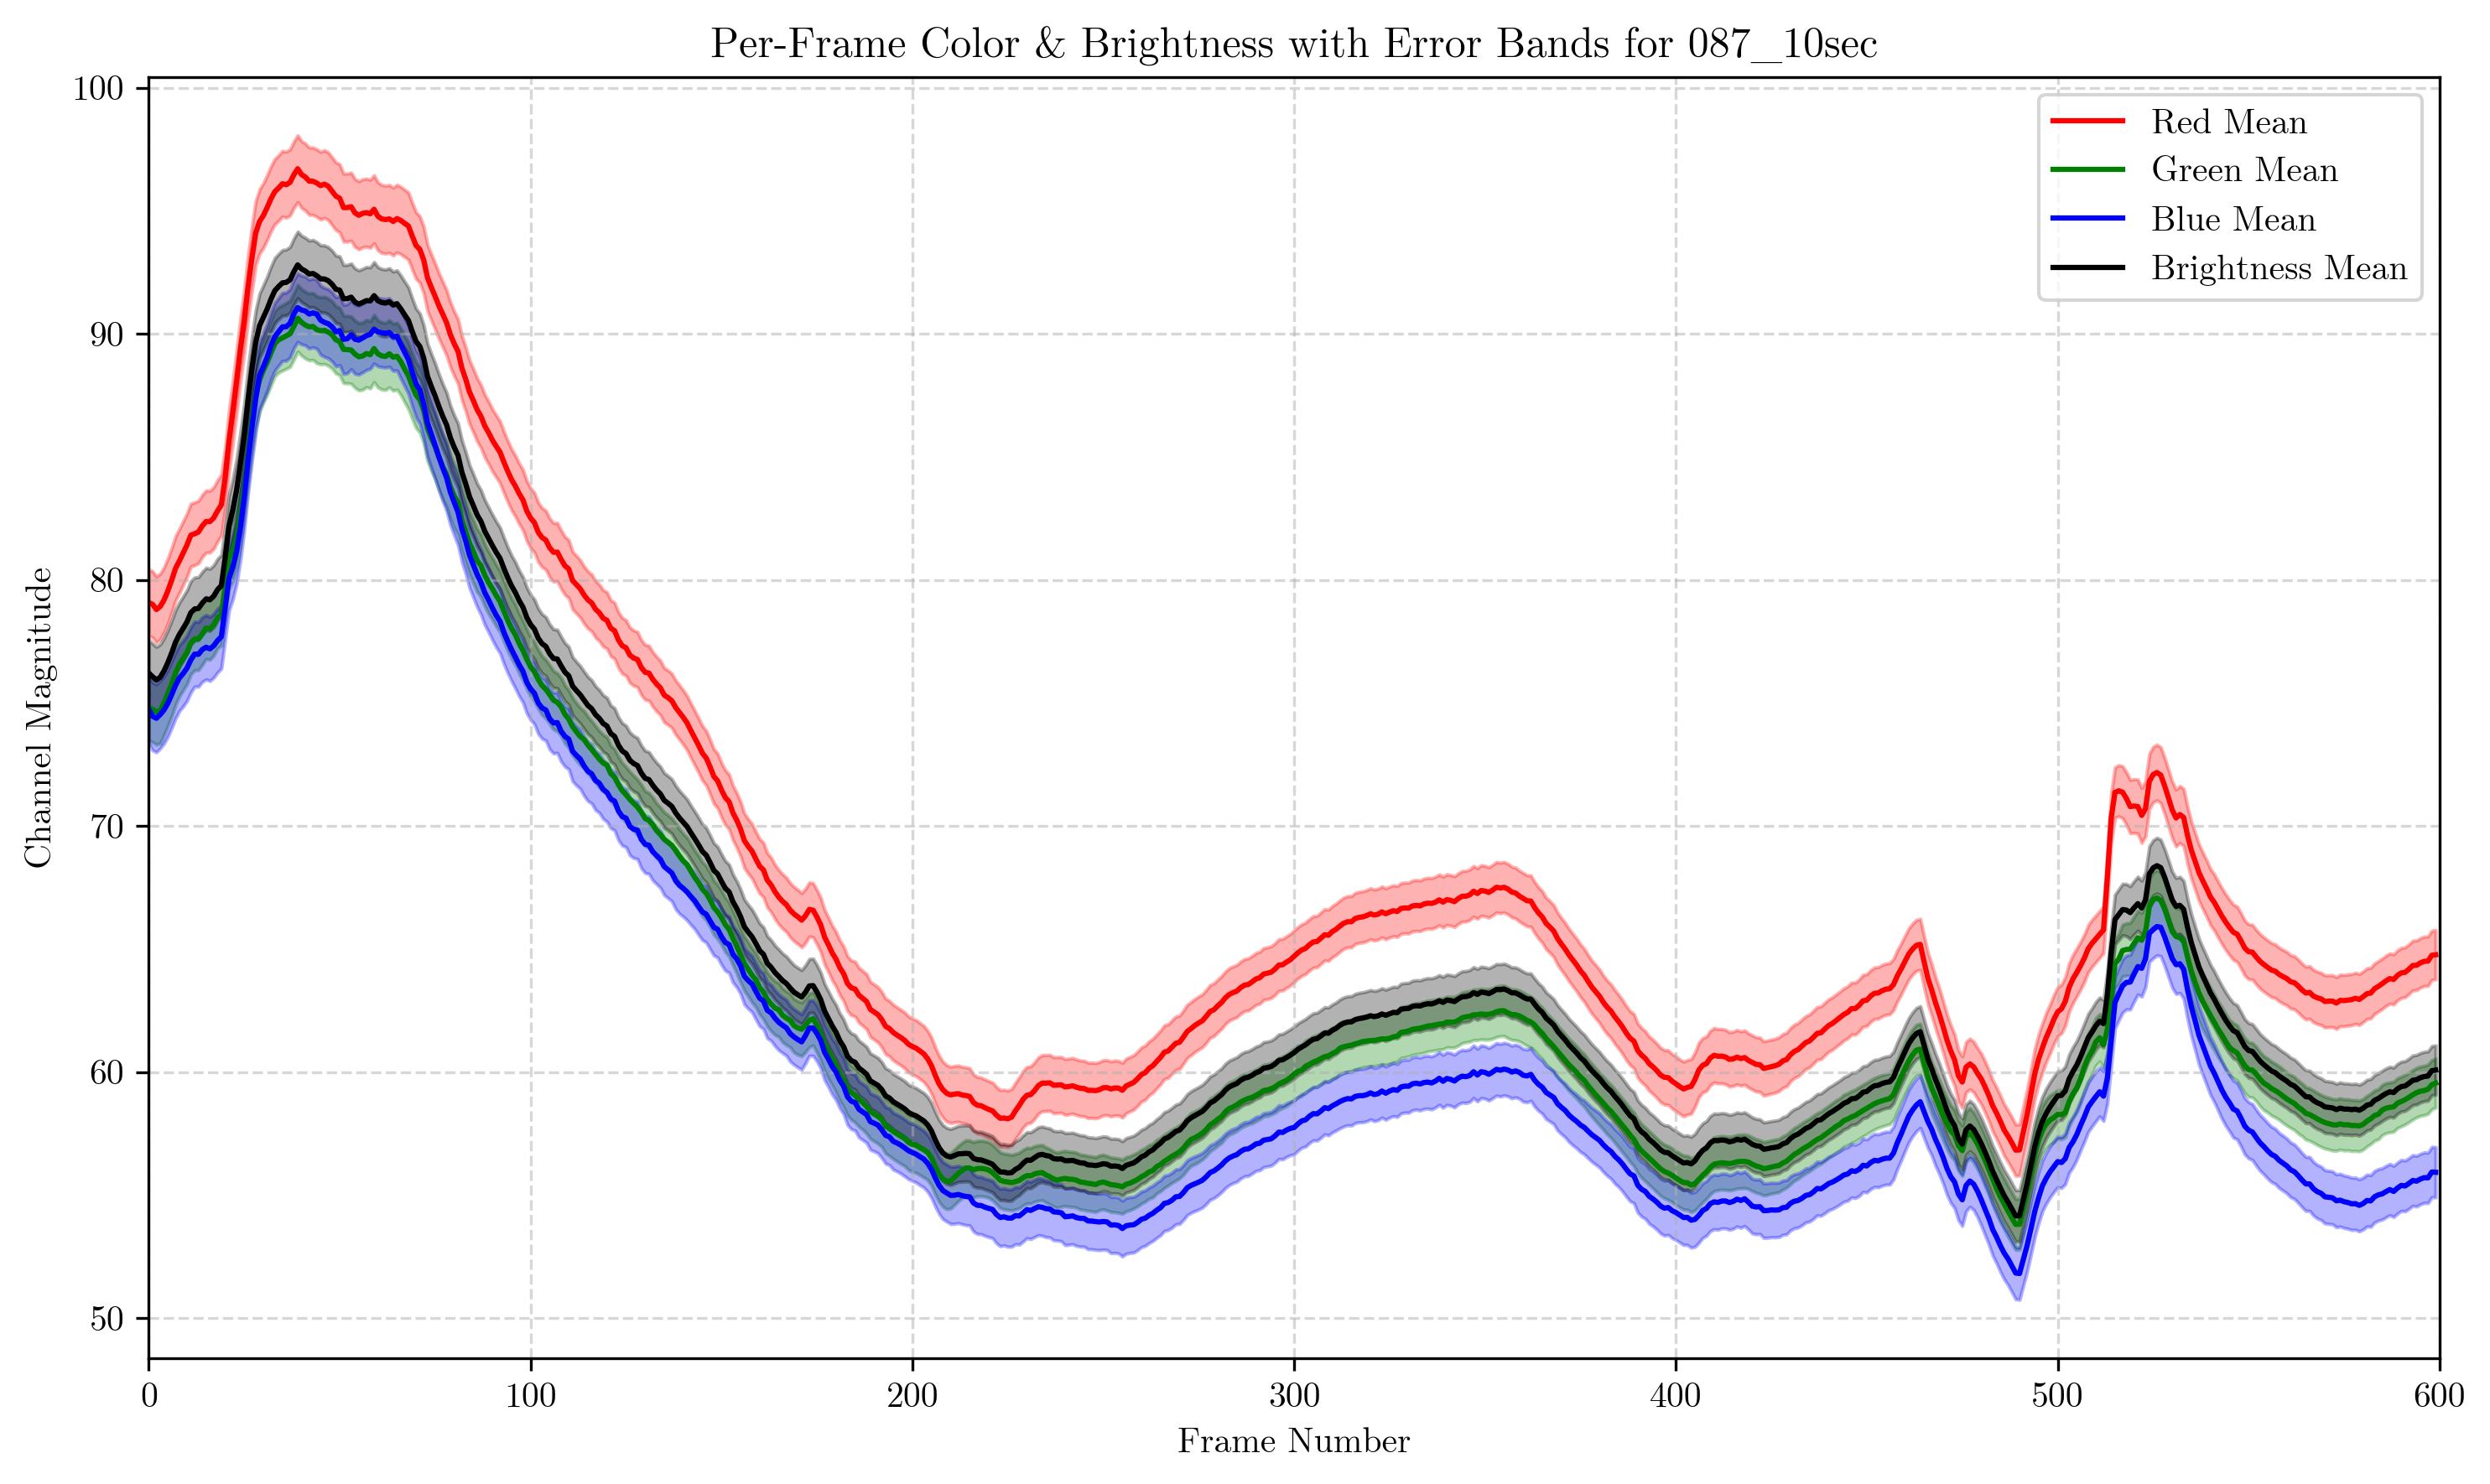 Per-Frame Color & Brightness with Error Bands for 087_10sec
Red Mean
Green Mean
Blue Mean
Brightness Mean
Channel Magnitude
100
90
80
70
60
50
0 100 200 300 400 500 600
Frame Number